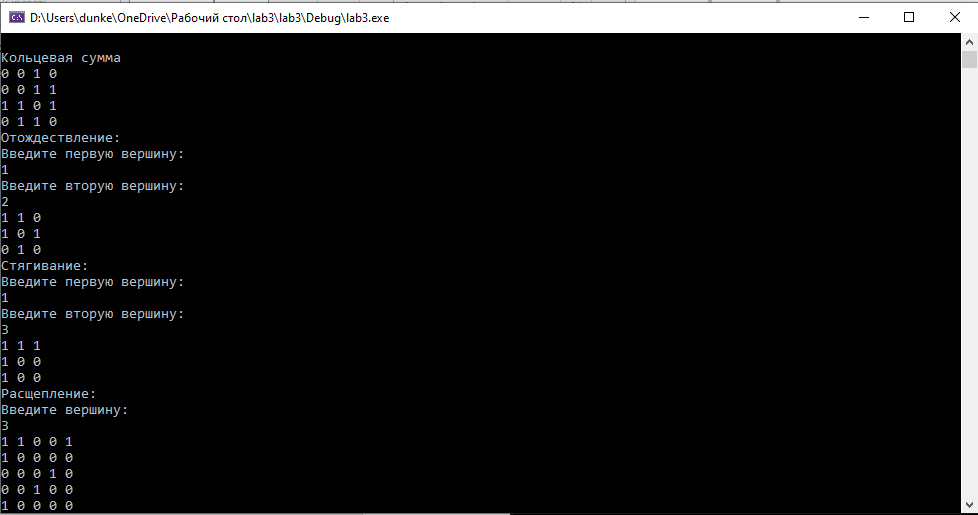 D:\Users\dunke\OneDrive\Рабочий стол\lab3\lab3\Debug\lab3.exe
Кольцевая сумма
0 0 1 0
0 0 1 1
1 1 0 1
0 1 1 0
Отождествление:
Введите первую вершину:
1
Введите вторую вершину:
2
1 1 0
1 0 1
0 1 0
Стягивание:
Введите первую вершину:
1
Введите вторую вершину:
3
1 1 1
1 0 0
1 0 0
Расщепление:
Введите вершину:
3
1 1 0 0 1
1 0 0 0 0
0 0 0 1 0
0 0 1 0 0
1 0 0 0 0